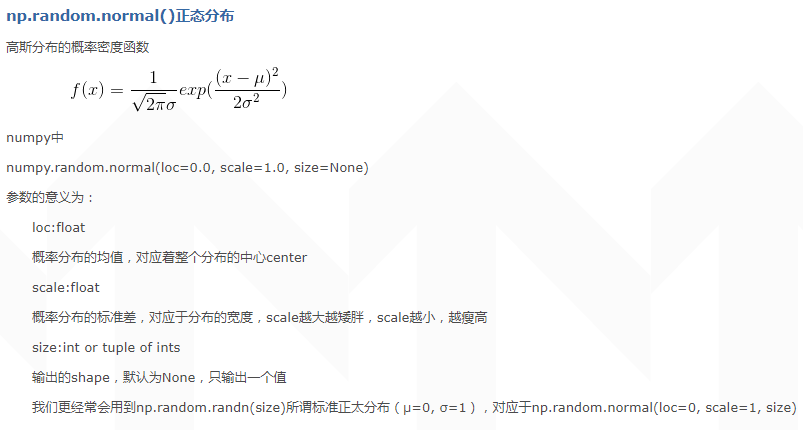 np.random.normal()正态分布
高斯分布的概率密度函数
f(x) = \frac{1}{\sqrt{2\pi}\sigma} exp(\frac{(x-\mu)^2}{2\sigma^2})
numpy中
numpy.random.normal(loc=0.0, scale=1.0, size=None)
参数的意义为：
loc:float
概率分布的均值，对应着整个分布的中心center
scale:float
概率分布的标准差，对应于分布的宽度，scale越大越矮胖，scale越小，越瘦高
size:int or tuple of ints
输出的shape，默认为None，只输出一个值
我们更经常会用到np.random.randn(size)所谓标准正太分布（μ=0, σ=1），对应于np.random.normal(loc=0, scale=1, size)